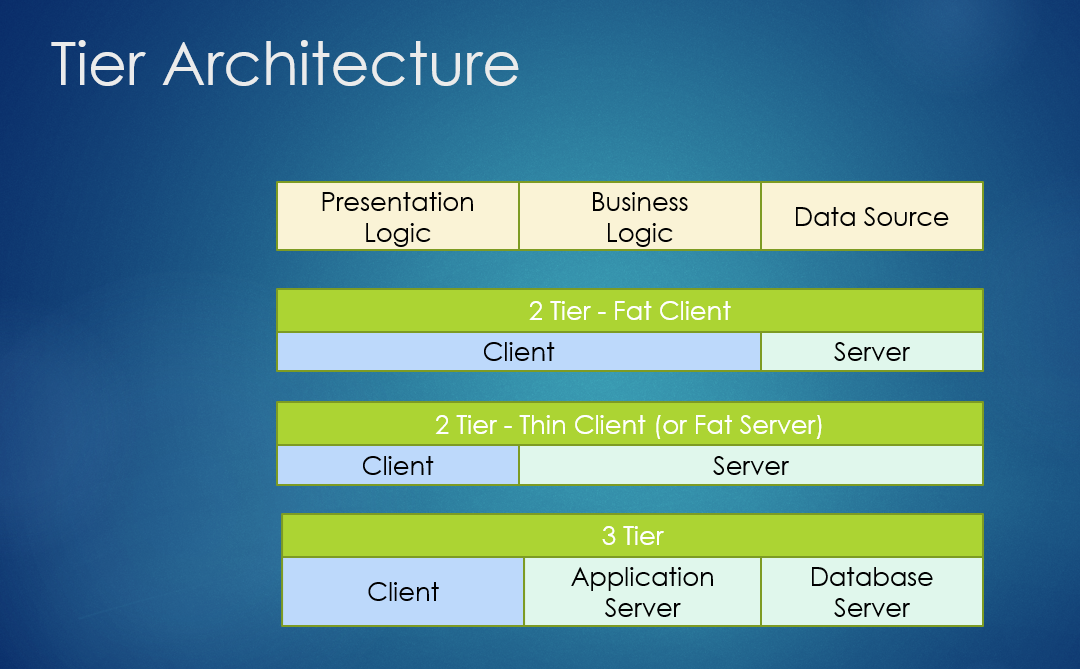 Tier Architecture
Presentation
Logic
Business
Logic
Data Source
2 Tier - Fat Client
Client
Server
2 Tier - Thin Client (or Fat Server)
Client
Server
3 Tier
Client
Application
Server
Database
Server